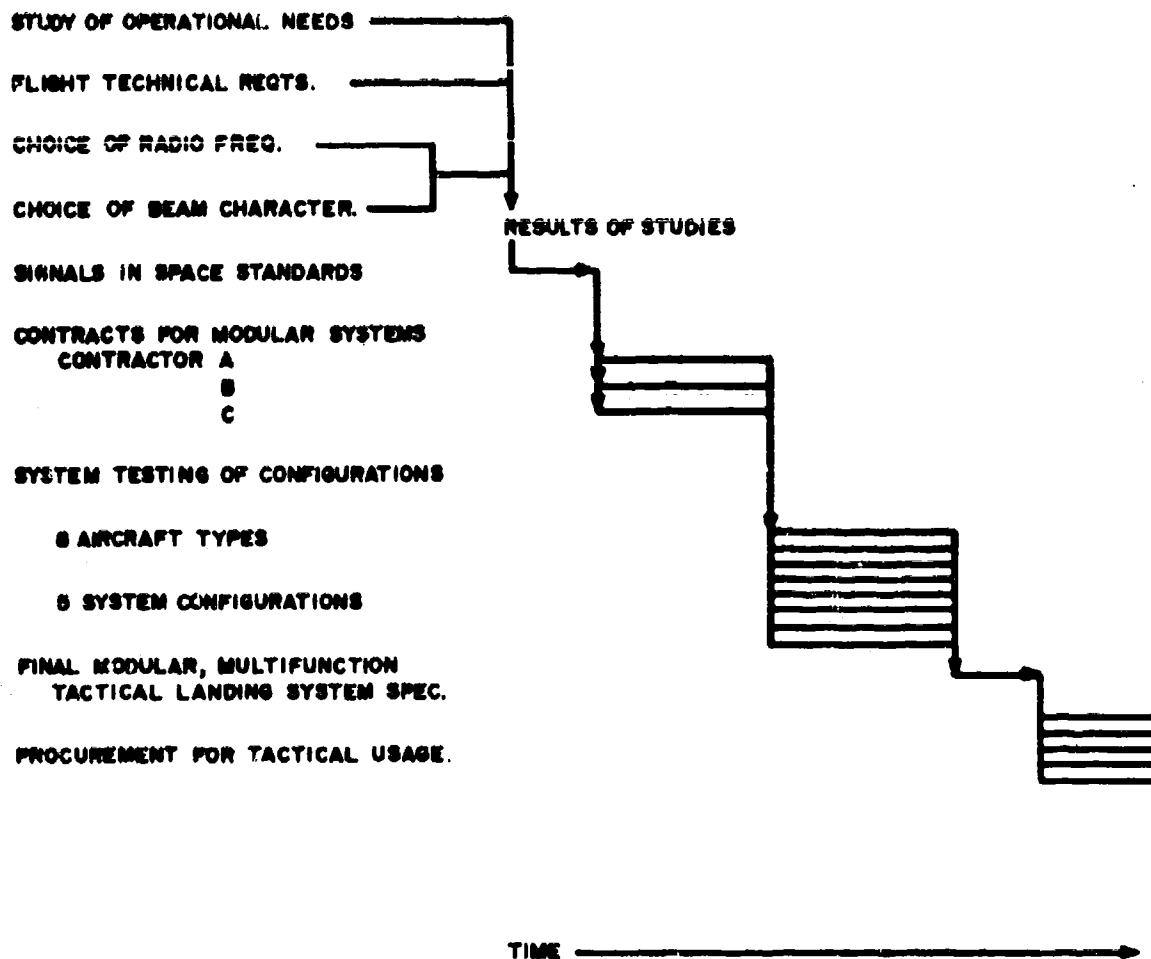 STUDY OF OPERATIONAL NEEDS
FLIGHT TECHNICAL REQTS.
CHOICE OF RADIO FREQ.
CHOICE OF BEAM CHARACTER.
RESULTS OF STUDIES
SIGNALS IN SPACE STANDARDS
CONTRACTS FOR MODULAR SYSTEMS
CONTRACTOR A
B
C
SYSTEM TESTING OF CONFIGURATIONS
AIRCRAFT TYPES
SYSTEM CONFIGURATIONS
FINAL MODULAR, MULTIFUNCTION
TACTICAL LANDING SYSTEM SPEC.
PROCUREMENT FOR TACTICAL USAGE.
TIME